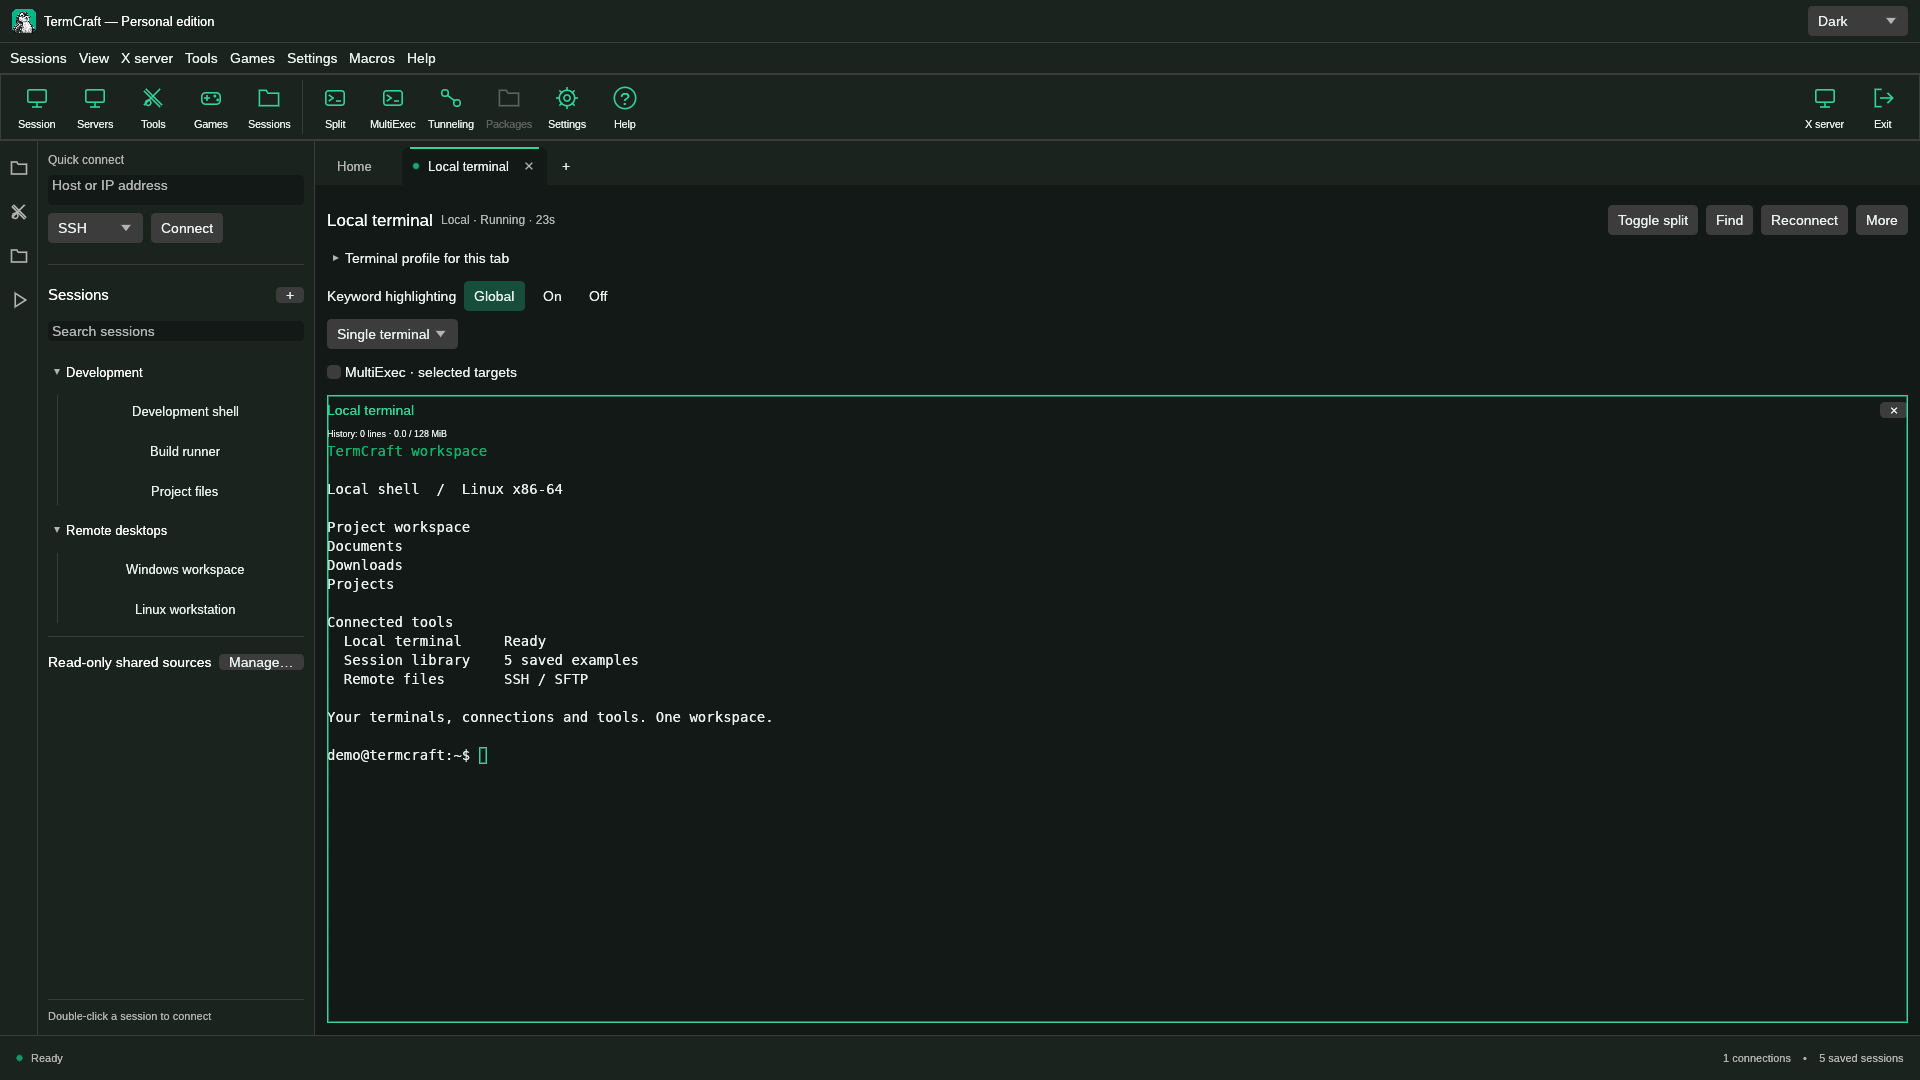 TermCraft — Personal edition
Dark
Sessions View X server Tools Games Settings Macros Help
Session Servers Tools Games Sessions Split MultiExec Tunneling Packages Settings Help X server Exit
Quick connect
Host or IP address
SSH Connect
Sessions +
Search sessions
Development
Development shell
Build runner
Project files
Remote desktops
Windows workspace
Linux workstation
Read-only shared sources Manage…
Double-click a session to connect
Home Local terminal ✕ +
Local terminal Local · Running · 23s
Toggle split Find Reconnect More
Terminal profile for this tab
Keyword highlighting Global On Off
Single terminal
MultiExec · selected targets
Local terminal ✕
History: 0 lines · 0.0 / 128 MiB
TermCraft workspace
Local shell / Linux x86-64
Project workspace
Documents
Downloads
Projects
Connected tools
Local terminal Ready
Session library 5 saved examples
Remote files SSH / SFTP
Your terminals, connections and tools. One workspace.
demo@termcraft:~$
Ready
1 connections • 5 saved sessions